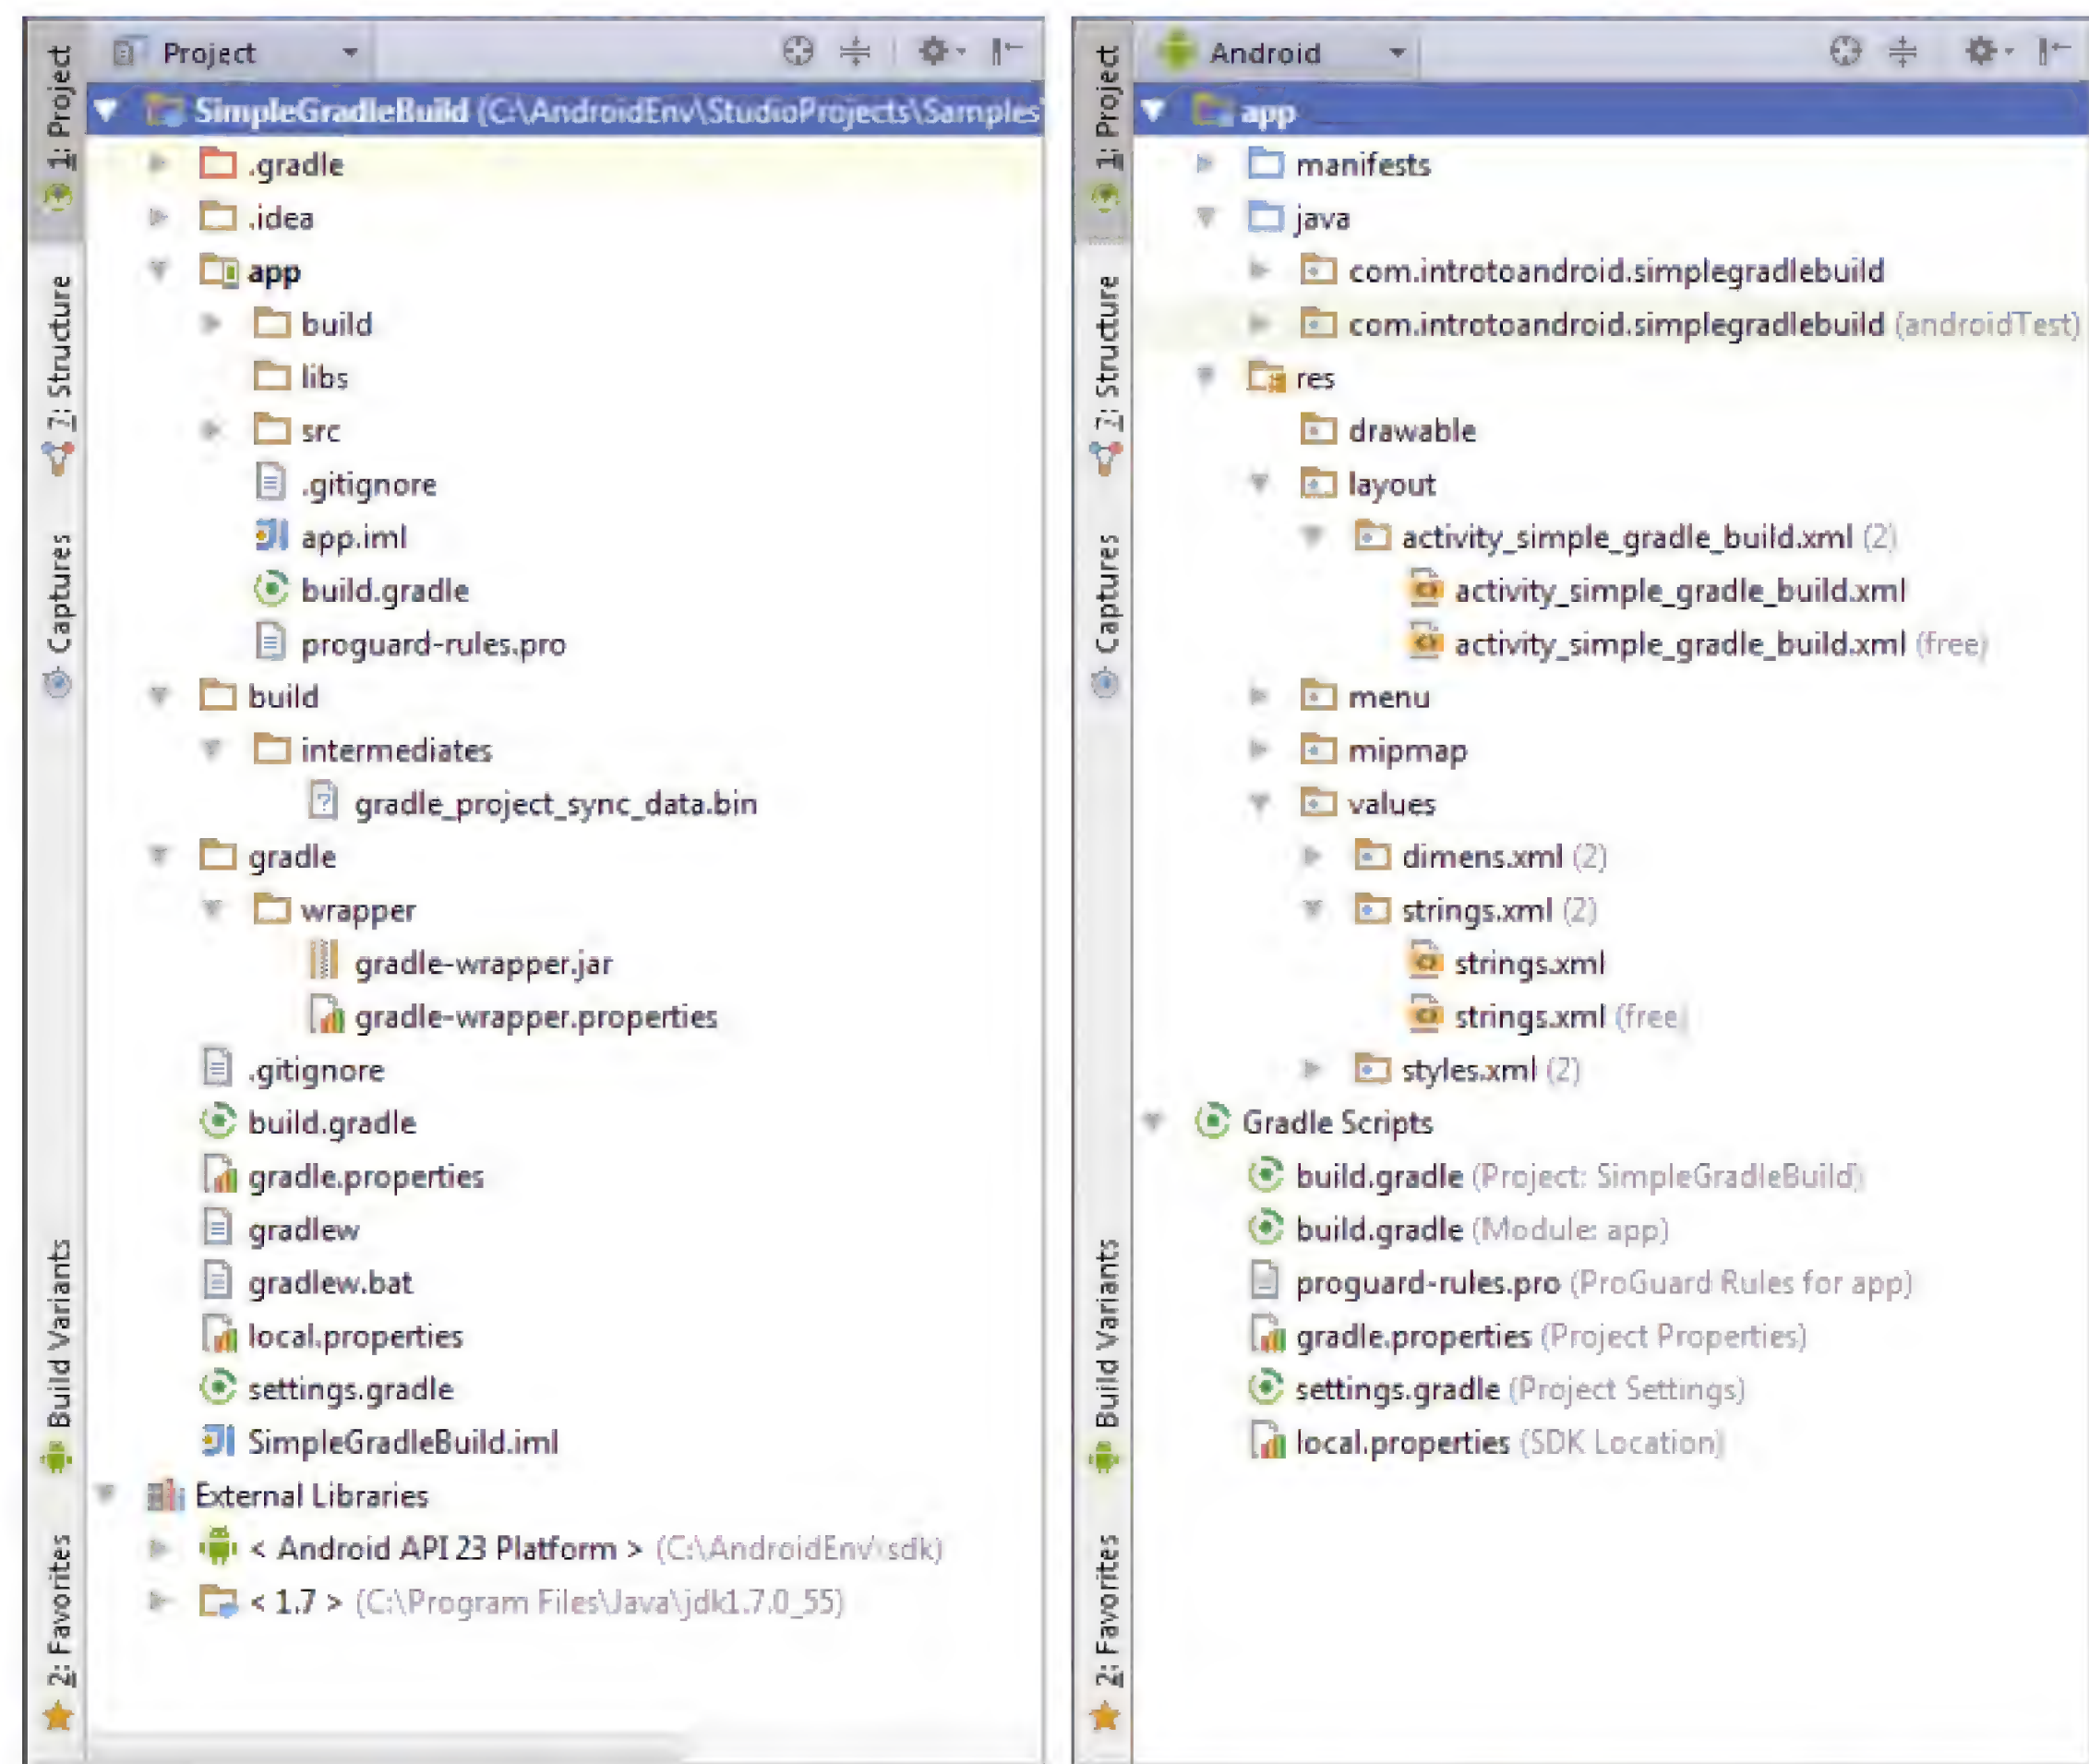 Project
SimpleGradleBuild (C:\AndroidEnv\StudioProjects\Samples
.gradle
.idea
app
build
libs
src
.gitignore
app.iml
build.gradle
proguard-rules.pro
build
intermediates
gradle_project_sync_data.bin
gradle
wrapper
gradle-wrapper.jar
gradle-wrapper.properties
.gitignore
build.gradle
gradle.properties
gradlew
gradlew.bat
local.properties
settings.gradle
SimpleGradleBuild.iml
External Libraries
< Android API 23 Platform > (C:\AndroidEnv\sdk)
< 1.7 > (C:\Program Files\Java\jdk1.7.0_55)
1: Project
7: Structure
Captures
Build Variants
2: Favorites
Android
app
manifests
java
com.introtoandroid.simplegradlebuild
com.introtoandroid.simplegradlebuild (androidTest)
res
drawable
layout
activity_simple_gradle_build.xml (2)
activity_simple_gradle_build.xml
activity_simple_gradle_build.xml (free)
menu
mipmap
values
dimens.xml (2)
strings.xml (2)
strings.xml
strings.xml (free)
styles.xml (2)
Gradle Scripts
build.gradle (Project: SimpleGradleBuild)
build.gradle (Module: app)
proguard-rules.pro (ProGuard Rules for app)
gradle.properties (Project Properties)
settings.gradle (Project Settings)
local.properties (SDK Location)
1: Project
7: Structure
Captures
Build Variants
2: Favorites